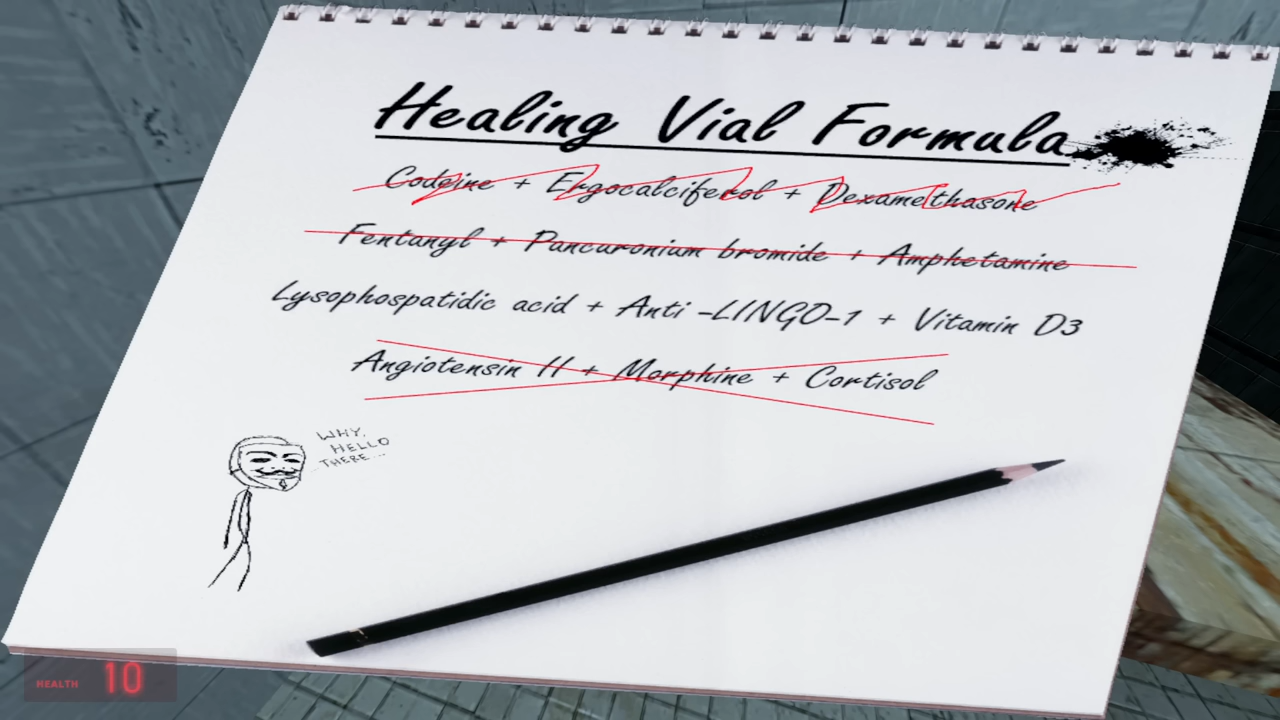 Healing Vial Formula
Codeine + Ergocalciferol + Dexamethasone
Fentanyl + Pancuronium bromide + Amphetamine
Lysophospatidic acid + Anti -LINGO-1 + Vitamin D3
Angiotensin II + Morphine + Cortisol
WHY,
HELLO
THERE...
HEALTH 10